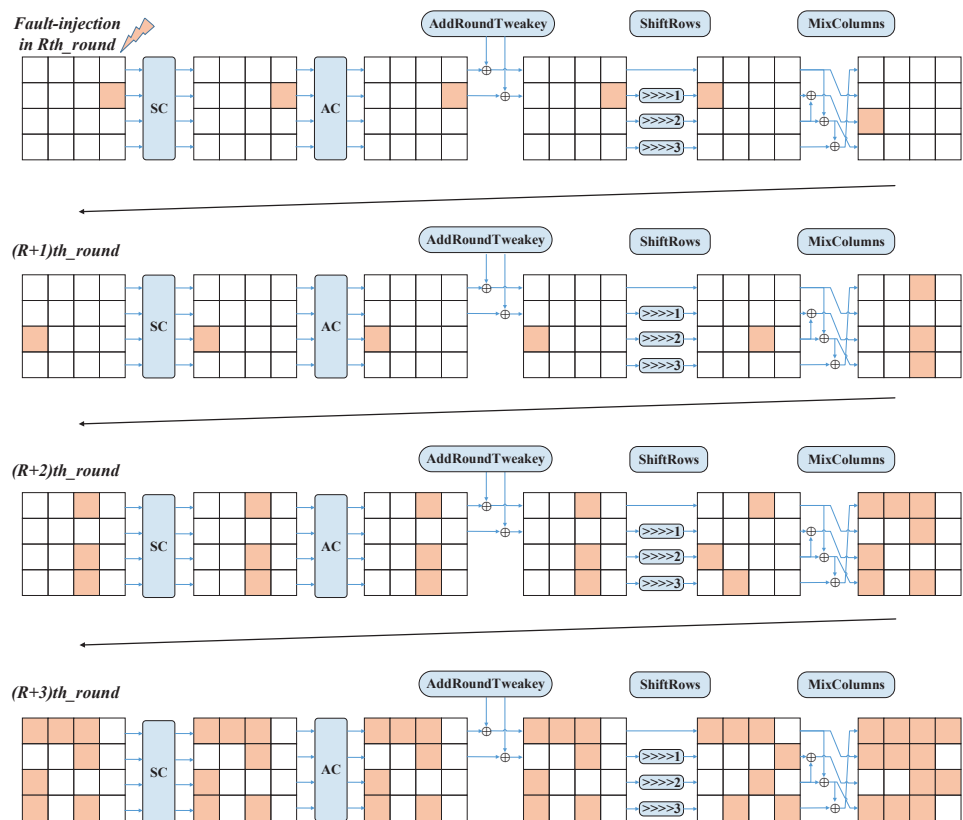 Fault-injection
in Rth_round
AddRoundTweakey
ShiftRows
MixColumns
SC
AC
>>>>1
>>>>2
>>>>3
(R+1)th_round
AddRoundTweakey
ShiftRows
MixColumns
SC
AC
>>>>1
>>>>2
>>>>3
(R+2)th_round
AddRoundTweakey
ShiftRows
MixColumns
SC
AC
>>>>1
>>>>2
>>>>3
(R+3)th_round
AddRoundTweakey
ShiftRows
MixColumns
SC
AC
>>>>1
>>>>2
>>>>3